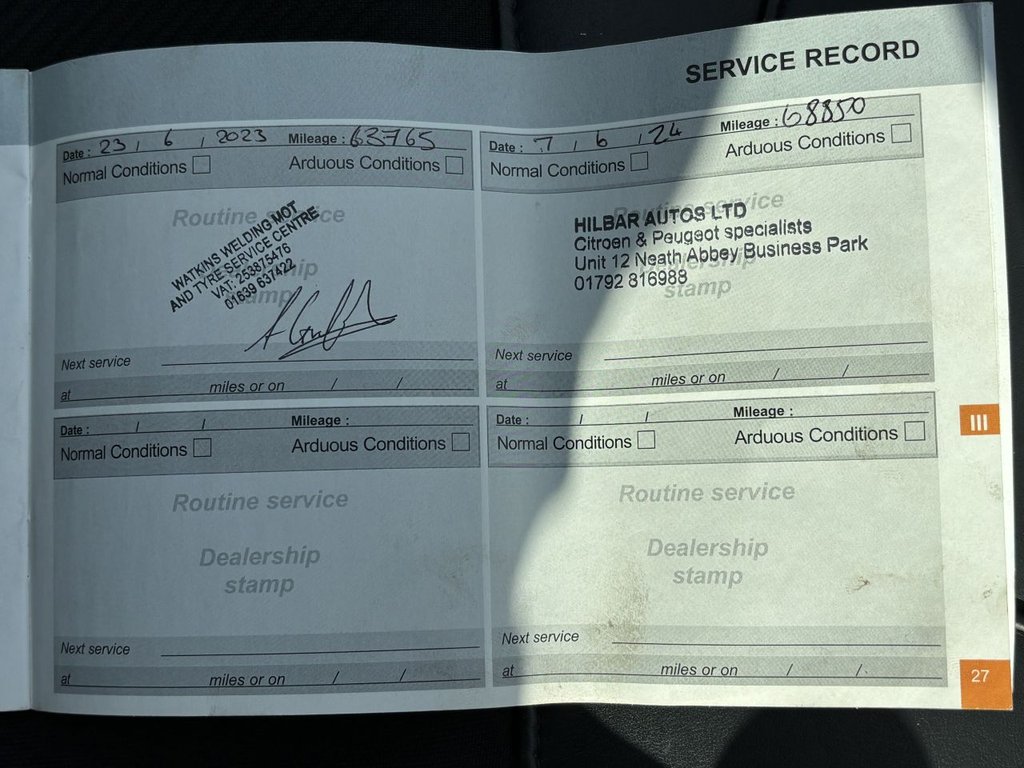 SERVICE RECORD
Date : 23 / 6 / 2023 Mileage : 63765
Normal Conditions Arduous Conditions
Routine service
WATKINS WELDING MOT
AND TYRE SERVICE CENTRE
VAT: 253875476
01639 637422
Next service
at miles or on / /
Date : 7 / 6 / 24 Mileage : 68850
Normal Conditions Arduous Conditions
Routine service
HILBAR AUTOS LTD
Citroen & Peugeot specialists
Unit 12 Neath Abbey Business Park
01792 816988
Dealership
stamp
Next service
at miles or on / /
Date : / / Mileage :
Normal Conditions Arduous Conditions
Routine service
Dealership
stamp
Next service
at miles or on / /
Date : / / Mileage :
Normal Conditions Arduous Conditions
Routine service
Dealership
stamp
Next service
at miles or on / /
III
27